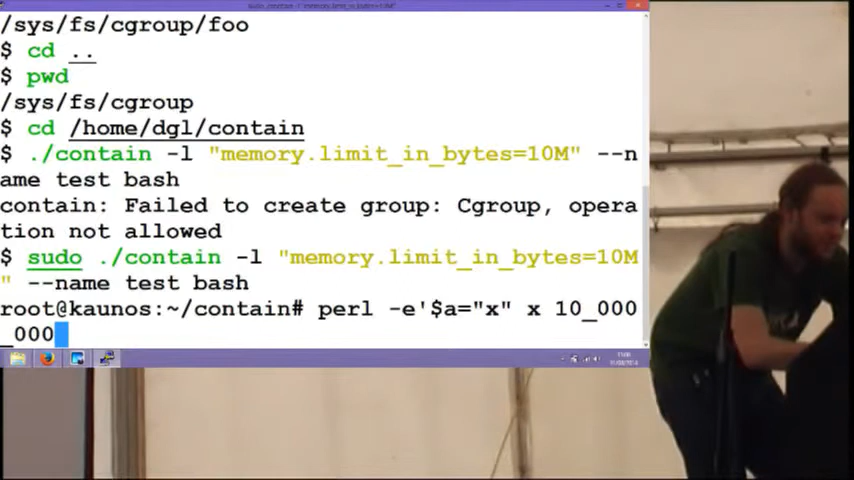 /sys/fs/cgroup/foo
$ cd ..
$ pwd
/sys/fs/cgroup
$ cd /home/dgl/contain
$ ./contain -l "memory.limit_in_bytes=10M" --n
ame test bash
contain: Failed to create group: Cgroup, opera
tion not allowed
$ sudo ./contain -l "memory.limit_in_bytes=10M
" --name test bash
root@kaunos:~/contain# perl -e'$a="x" x 10_000
_000